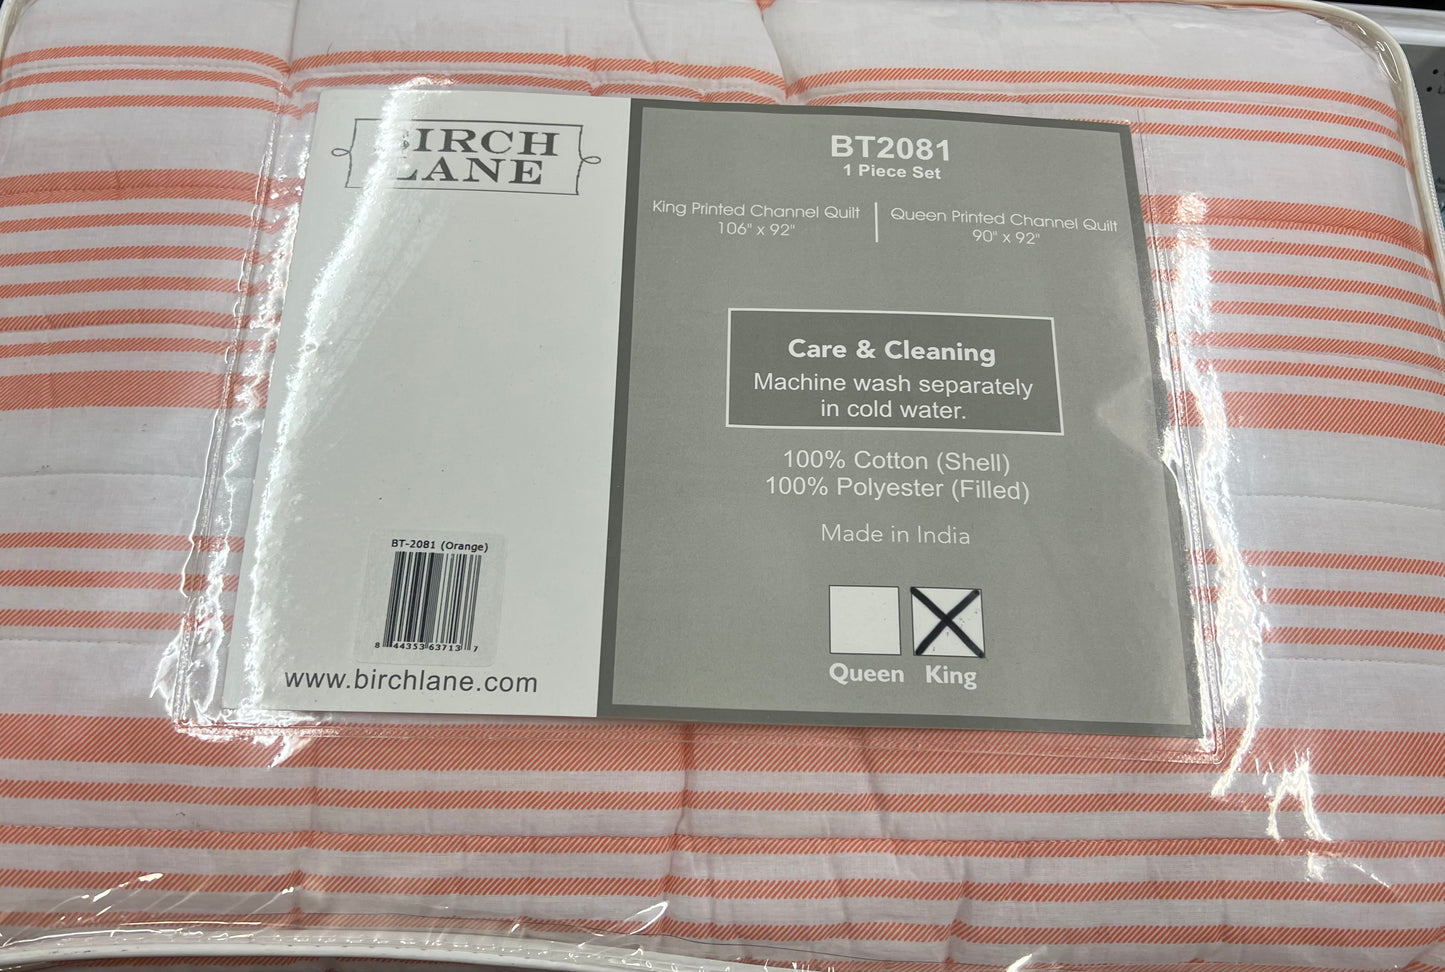 BIRCH
LANE
BT2081
1 Piece Set
King Printed Channel Quilt
106" x 92"
Queen Printed Channel Quilt
90" x 92"
Care & Cleaning
Machine wash separately
in cold water.
100% Cotton (Shell)
100% Polyester (Filled)
Made in India
Queen King
BT-2081 (Orange)
8 44353 63713 7
www.birchlane.com